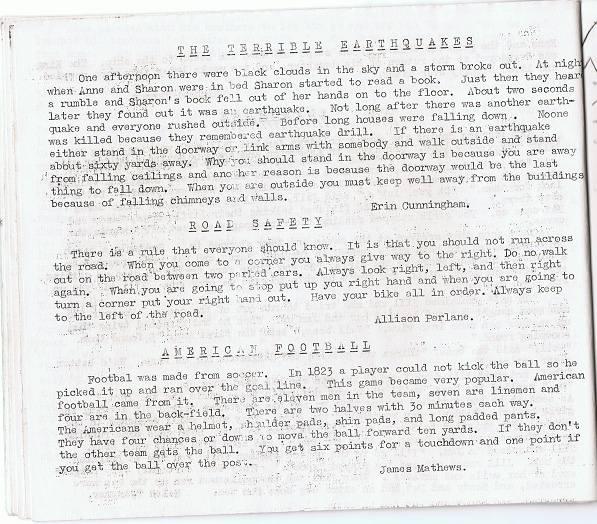 THE TERRIBLE EARTHQUAKES
One afternoon there were black clouds in the sky and a storm broke out. At nigh
when Anne and Sharon were in bed Sharon started to read a book. Just then they hear
a rumble and Sharon's book fell out of her hands on to the floor. About two seconds
later they found out it was an earthquake. Not long after there was another earth-
quake and everyone rushed outside. Before long houses were falling down. Noone
was killed because they remembered earthquake drill. If there is an earthquake
either stand in the doorway or link arms with somebody and walk outside and stand
about sixty yards away. Why you should stand in the doorway is because you are away
from falling ceilings and another reason is because the doorway would be the last
thing to fall down. When you are outside you must keep well away from the buildings
because of falling chimneys and walls.
Erin Cunningham.
ROAD SAFETY
There is a rule that everyone should know. It is that you should not run across
the road. When you come to a corner you always give way to the right. Do no walk
out on the road between two parked cars. Always look right, left, and then right
again. When you are going to stop put up you right hand and when you are going to
turn a corner put your right hand out. Have your bike all in order. Always keep
to the left of the road.
Allison Perlane.
AMERICAN FOOTBALL
Footbal was made from soccer. In 1823 a player could not kick the ball so he
picked it up and ran over the goal line. This game became very popular. American
football came from it. There are eleven men in the team, seven are linemen and
four are in the back-field. There are two halves with 30 minutes each way.
The Americans wear a helmet, shoulder pads, shin pads, and long padded pants.
They have four chances or downs to move the ball forward ten yards. If they don't
the other team gets the ball. You get six points for a touchdown and one point if
you get the ball over the post.
James Mathews.